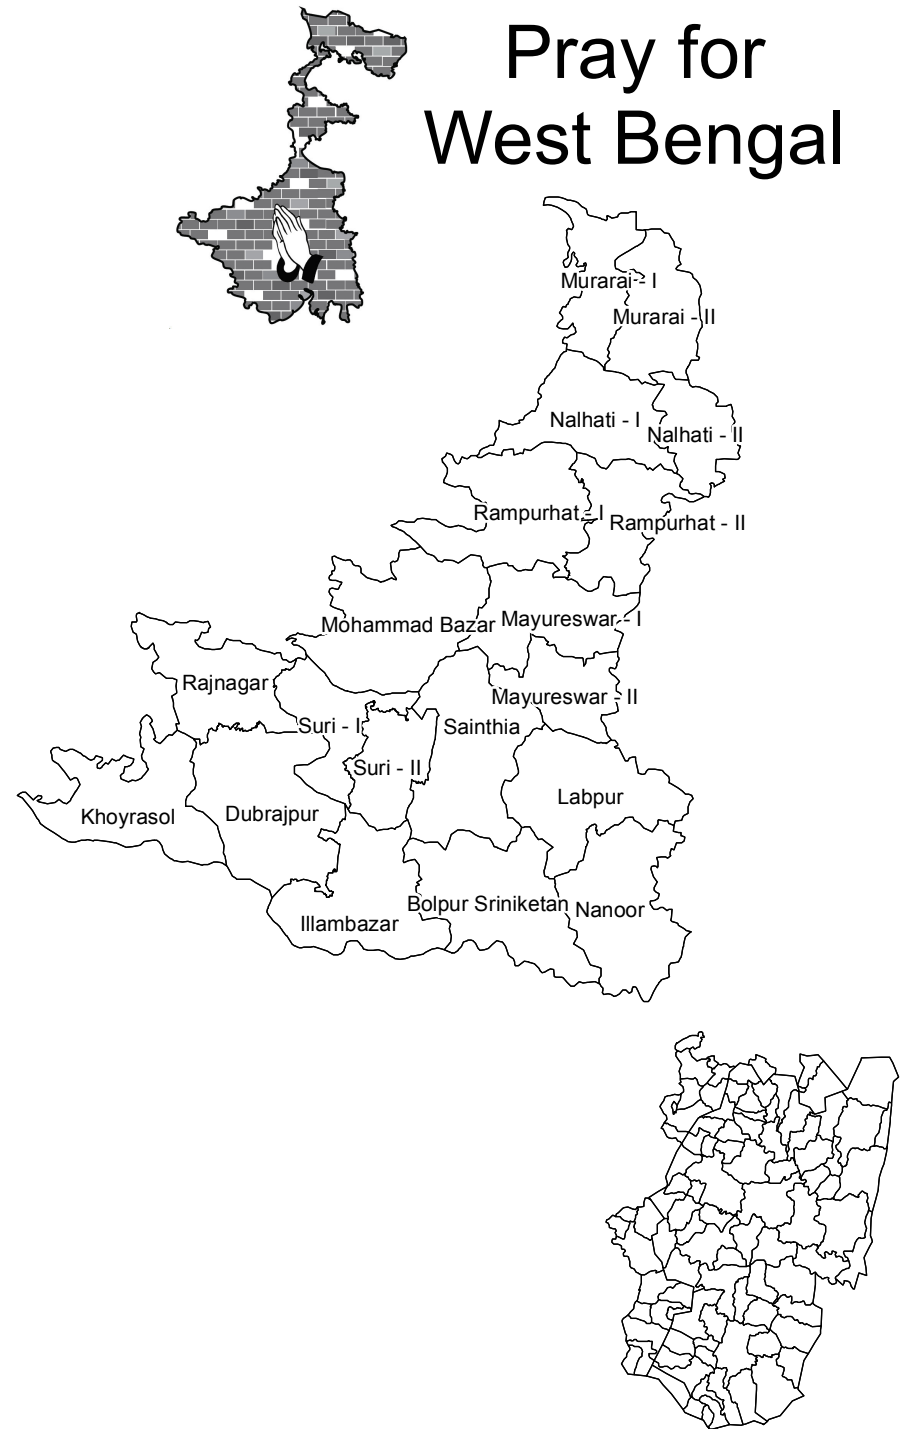 Pray for
West Bengal
Murarai - I
Murarai - II
Nalhati - I
Nalhati - II
Rampurhat - I
Rampurhat - II
Mohammad Bazar
Mayureswar - I
Rajnagar
Mayureswar - II
Suri - I
Sainthia
Suri - II
Labpur
Khoyrasol
Dubrajpur
Bolpur Sriniketan
Nanoor
Illambazar